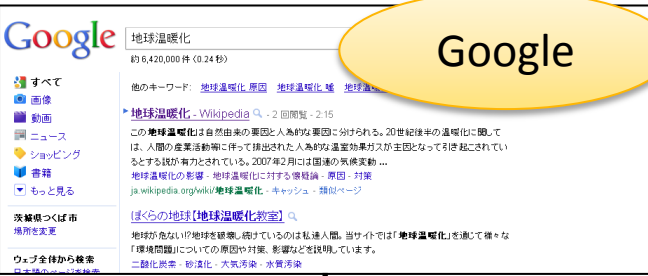 Google
地球温暖化
Google
約 6,420,000 件 (0.24 秒)
すべて
画像
動画
ニュース
ショッピング
書籍
もっと見る
茨城県つくば市
場所を変更
ウェブ全体から検索
日本語のページを検索
他のキーワード: 地球温暖化 原因 地球温暖化 嘘
地球温暖化 - Wikipedia - 2 回閲覧 - 2:15
この地球温暖化は自然由来の要因と人為的な要因に分けられる。20世紀後半の温暖化に関して
は、人間の産業活動等に伴って排出された人為的な温室効果ガスが主因となって引き起こされてい
るとする説が有力とされている。2007年2月には国連の気候変動 ...
地球温暖化の影響 - 地球温暖化に対する懐疑論 - 原因 - 対策
ja.wikipedia.org/wiki/地球温暖化 - キャッシュ - 類似ページ
ぼくらの地球【地球温暖化教室】
地球が危ない!?地球を破壊し続けているのは私達人間。当サイトでは「地球温暖化」を通じて様々な
「環境問題」についての原因や対策、影響などを説明しています。
二酸化炭素 - 砂漠化 - 大気汚染 - 水質汚染